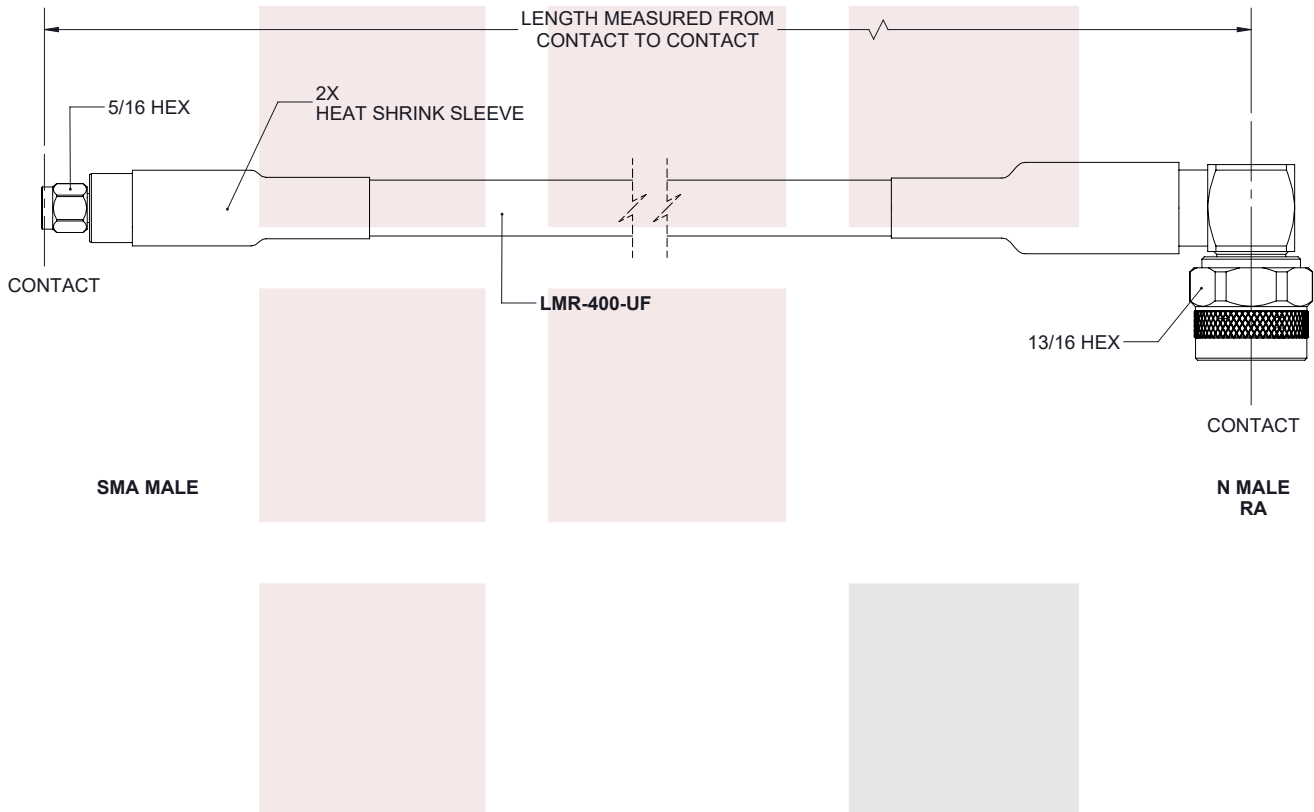 LENGTH MEASURED FROM
CONTACT TO CONTACT
5/16 HEX
2X
HEAT SHRINK SLEEVE
CONTACT
LMR-400-UF
13/16 HEX
CONTACT
SMA MALE
N MALE
RA